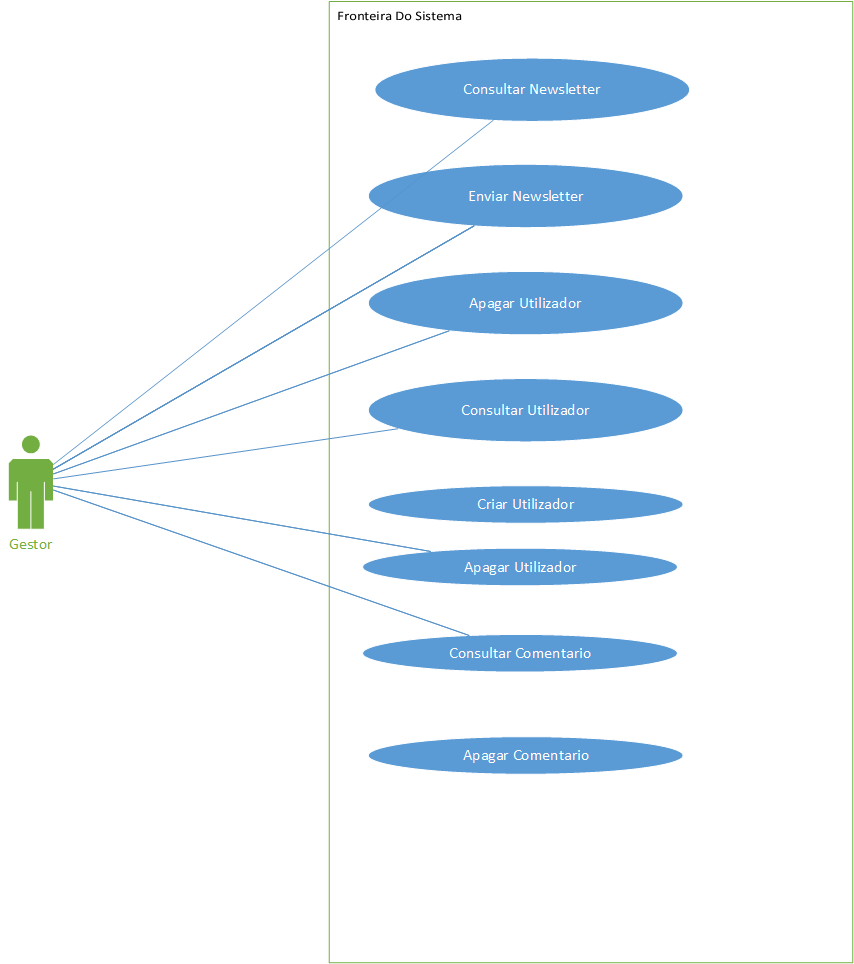 Fronteira Do Sistema
Consultar Newsletter
Enviar Newsletter
Apagar Utilizador
Consultar Utilizador
Criar Utilizador
Gestor
Apagar Utilizador
Consultar Comentario
Apagar Comentario